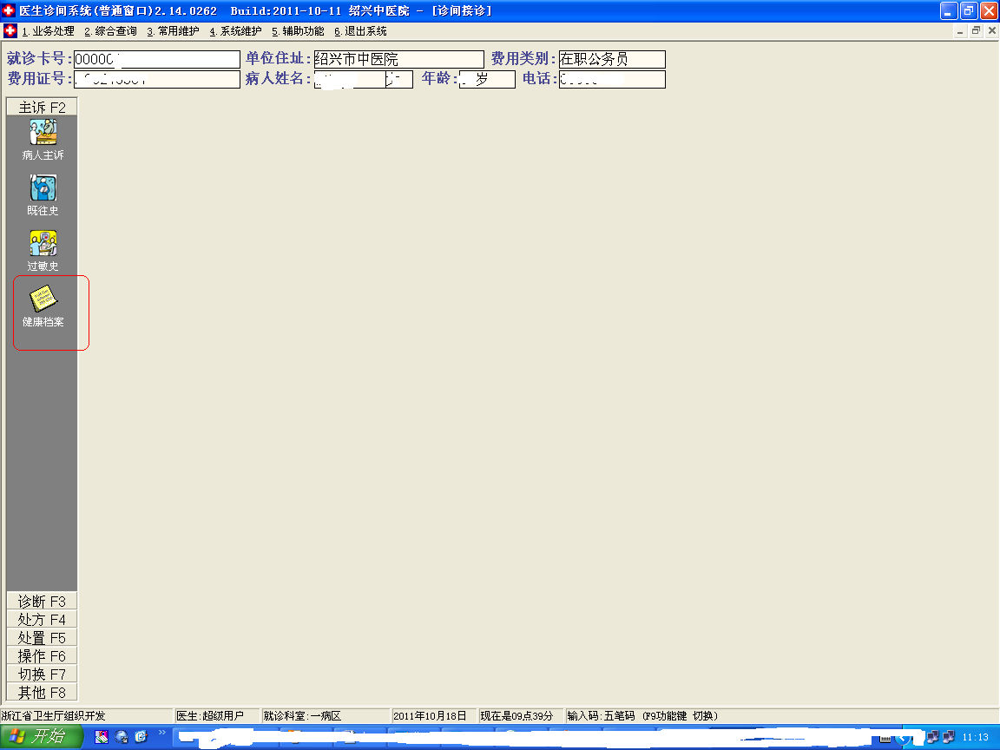 医生诊间系统(普通窗口)2.14.0262 Build:2011-10-11 绍兴中医院 - [诊间接诊]
1.业务处理 2.综合查询 3.常用维护 4.系统维护 5.辅助功能 6.退出系统
就诊卡号: 00000 单位住址: 绍兴市中医院 费用类别: 在职公务员
费用证号: 病人姓名: 年龄: 岁 电话:
主诉 F2
病人主诉
既往史
过敏史
健康档案
诊断 F3
处方 F4
处置 F5
操作 F6
切换 F7
其他 F8
浙江省卫生厅组织开发 医生:超级用户 就诊科室:一病区 2011年10月18日 现在是09点39分 输入码:五笔码 (F9功能键 切换)
开始 11:13